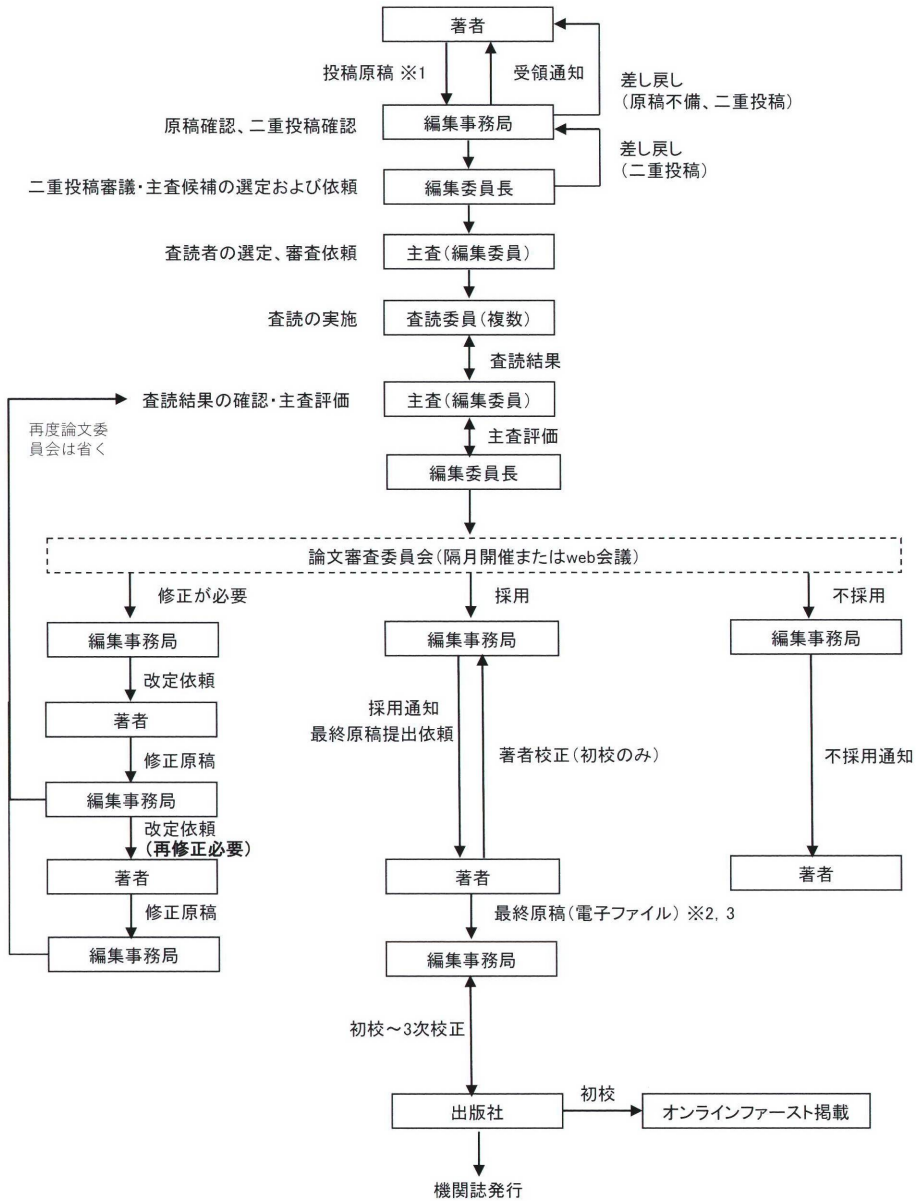 著者
投稿原稿 ※1
受領通知
差し戻し
(原稿不備、二重投稿)
原稿確認、二重投稿確認
編集事務局
差し戻し
(二重投稿)
二重投稿審議・主査候補の選定および依頼
編集委員長
査読者の選定、審査依頼
主査(編集委員)
査読の実施
査読委員(複数)
査読結果
査読結果の確認・主査評価
主査(編集委員)
再度論文委
員会は省く
主査評価
編集委員長
論文審査委員会(隔月開催またはweb会議)
修正が必要
採用
不採用
編集事務局
編集事務局
編集事務局
改定依頼
著者
修正原稿
編集事務局
改定依頼
(再修正必要)
著者
修正原稿
編集事務局
採用通知
最終原稿提出依頼
著者校正(初校のみ)
著者
最終原稿(電子ファイル) ※2, 3
編集事務局
初校~3次校正
出版社
初校
オンラインファースト掲載
機関誌発行
不採用通知
著者